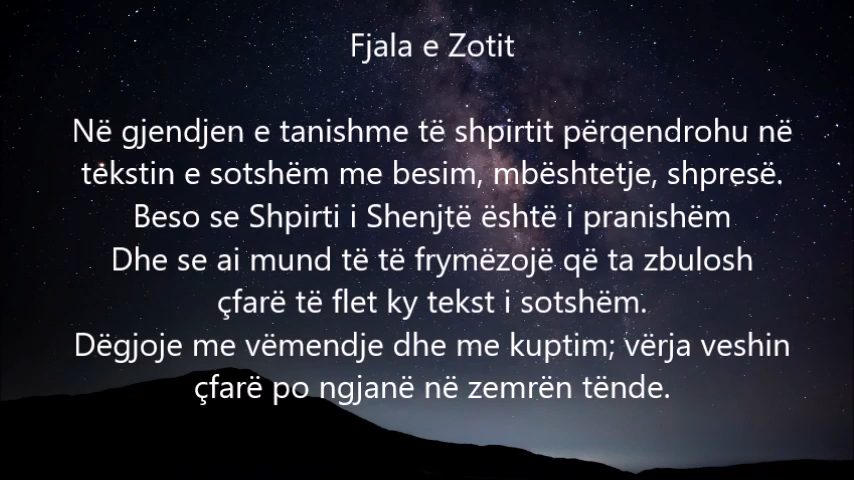 Fjala e Zotit
Në gjendjen e tanishme të shpirtit përqendrohu në
tekstin e sotshëm me besim, mbështetje, shpresë.
Beso se Shpirti i Shenjtë është i pranishëm
Dhe se ai mund të të frymëzojë që ta zbulosh
çfarë të flet ky tekst i sotshëm.
Dëgjoje me vëmendje dhe me kuptim; vërja veshin
çfarë po ngjanë në zemrën tënde.